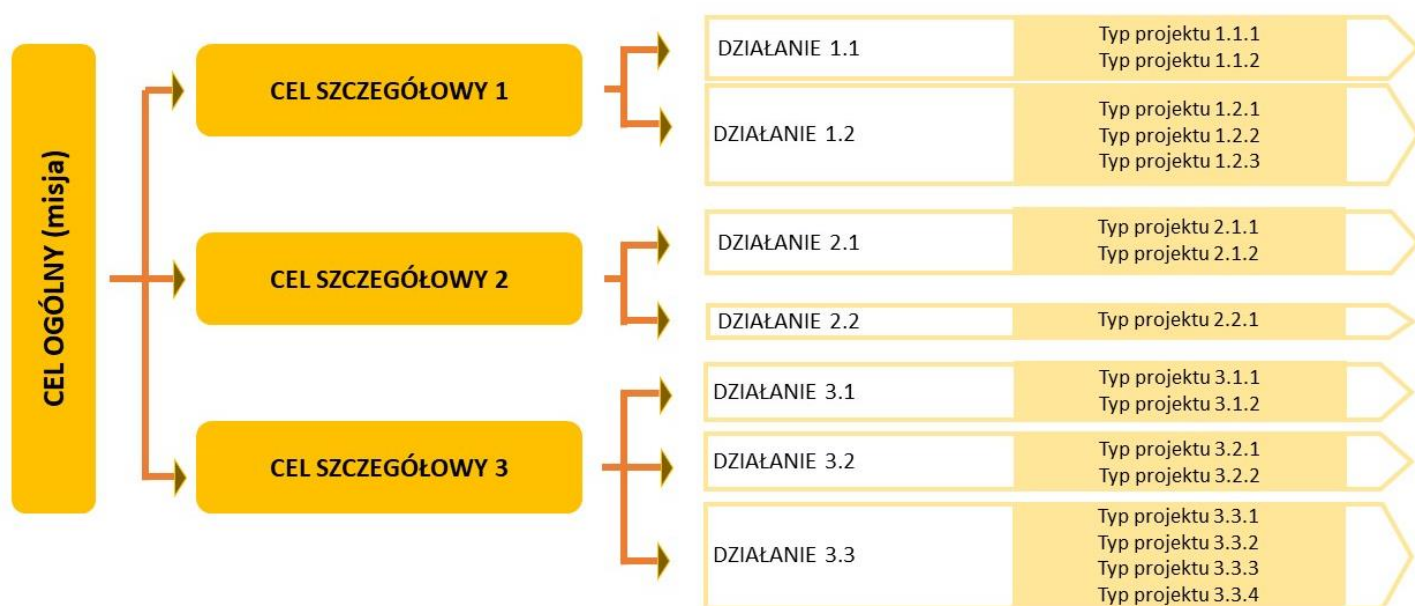 CEL OGÓLNY (misja)
CEL SZCZEGÓŁOWY 1
DZIAŁANIE 1.1
Typ projektu 1.1.1
Typ projektu 1.1.2
DZIAŁANIE 1.2
Typ projektu 1.2.1
Typ projektu 1.2.2
Typ projektu 1.2.3
CEL SZCZEGÓŁOWY 2
DZIAŁANIE 2.1
Typ projektu 2.1.1
Typ projektu 2.1.2
DZIAŁANIE 2.2
Typ projektu 2.2.1
CEL SZCZEGÓŁOWY 3
DZIAŁANIE 3.1
Typ projektu 3.1.1
Typ projektu 3.1.2
DZIAŁANIE 3.2
Typ projektu 3.2.1
Typ projektu 3.2.2
DZIAŁANIE 3.3
Typ projektu 3.3.1
Typ projektu 3.3.2
Typ projektu 3.3.3
Typ projektu 3.3.4